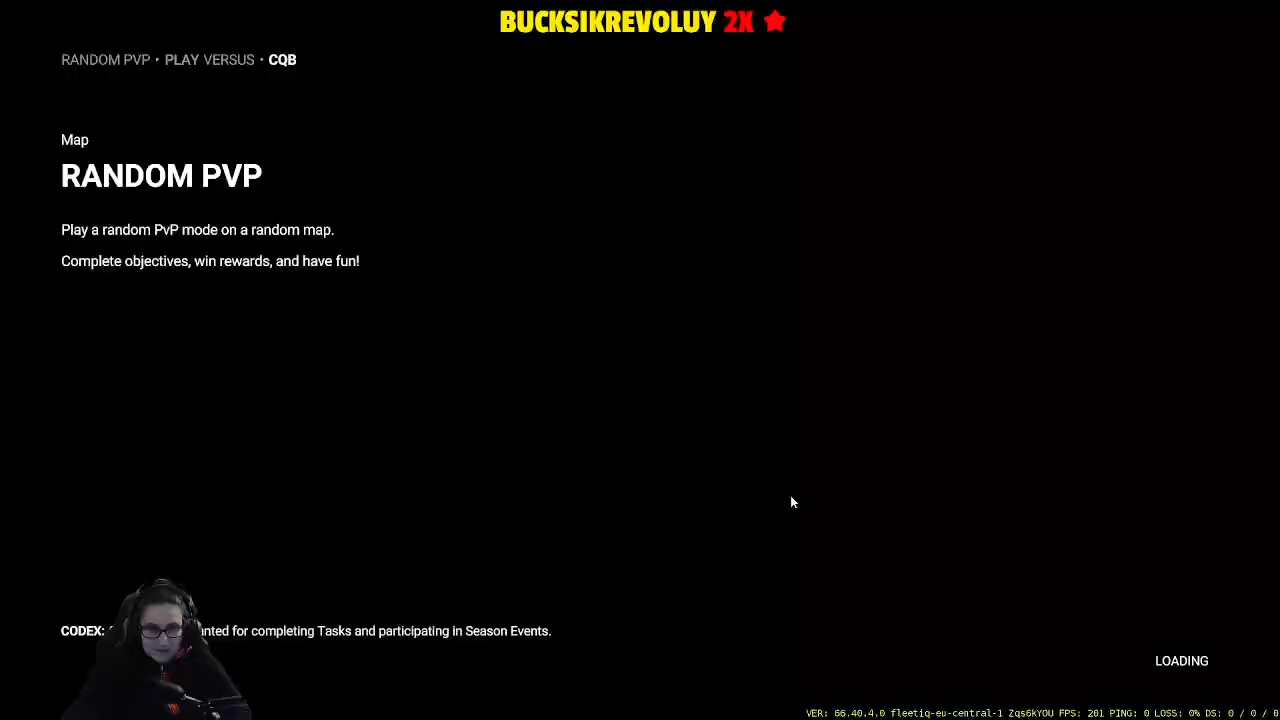 BUCKSIKREVOLUY 2X
RANDOM PVP • PLAY VERSUS • CQB
Map
RANDOM PVP
Play a random PvP mode on a random map.
Complete objectives, win rewards, and have fun!
CODEX: nted for completing Tasks and participating in Season Events.
LOADING
VER: 66.40.4.0 fleetiq-eu-central-1 Zqs6kYOU FPS: 201 PING: 0 LOSS: 0% DS: 0 / 0 / 0